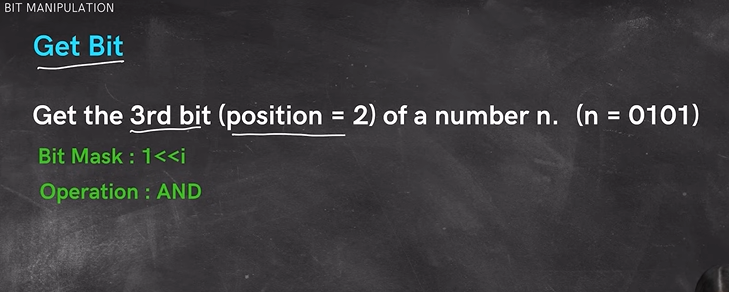 BIT MANIPULATION
Get Bit
Get the 3rd bit (position = 2) of a number n. (n = 0101)
Bit Mask : 1<<i
Operation : AND